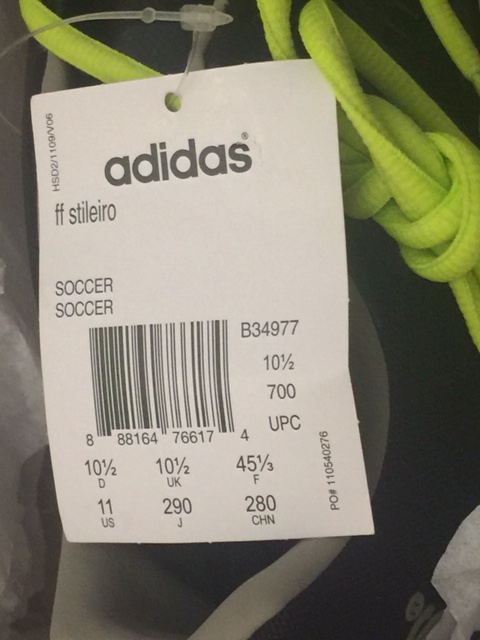 HSD2/1109/V06
adidas®
ff stileiro
SOCCER
SOCCER
B34977
10½
700
UPC
8 88164 76617 4
10½ 10½ 45⅓
D UK F
11 290 280
US J CHN
PO# 110540276